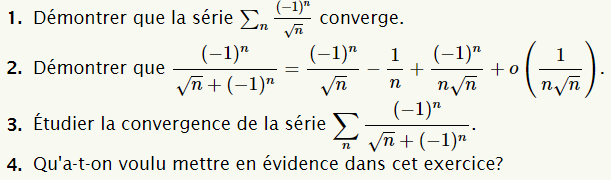 1. Démontrer que la série $\sum_n \frac{(-1)^n}{\sqrt{n}}$ converge.
2. Démontrer que $\frac{(-1)^n}{\sqrt{n}+(-1)^n} = \frac{(-1)^n}{\sqrt{n}} - \frac{1}{n} + \frac{(-1)^n}{n\sqrt{n}} + o\left(\frac{1}{n\sqrt{n}}\right).$
3. Étudier la convergence de la série $\sum_n \frac{(-1)^n}{\sqrt{n}+(-1)^n}$.
4. Qu'a-t-on voulu mettre en évidence dans cet exercice?